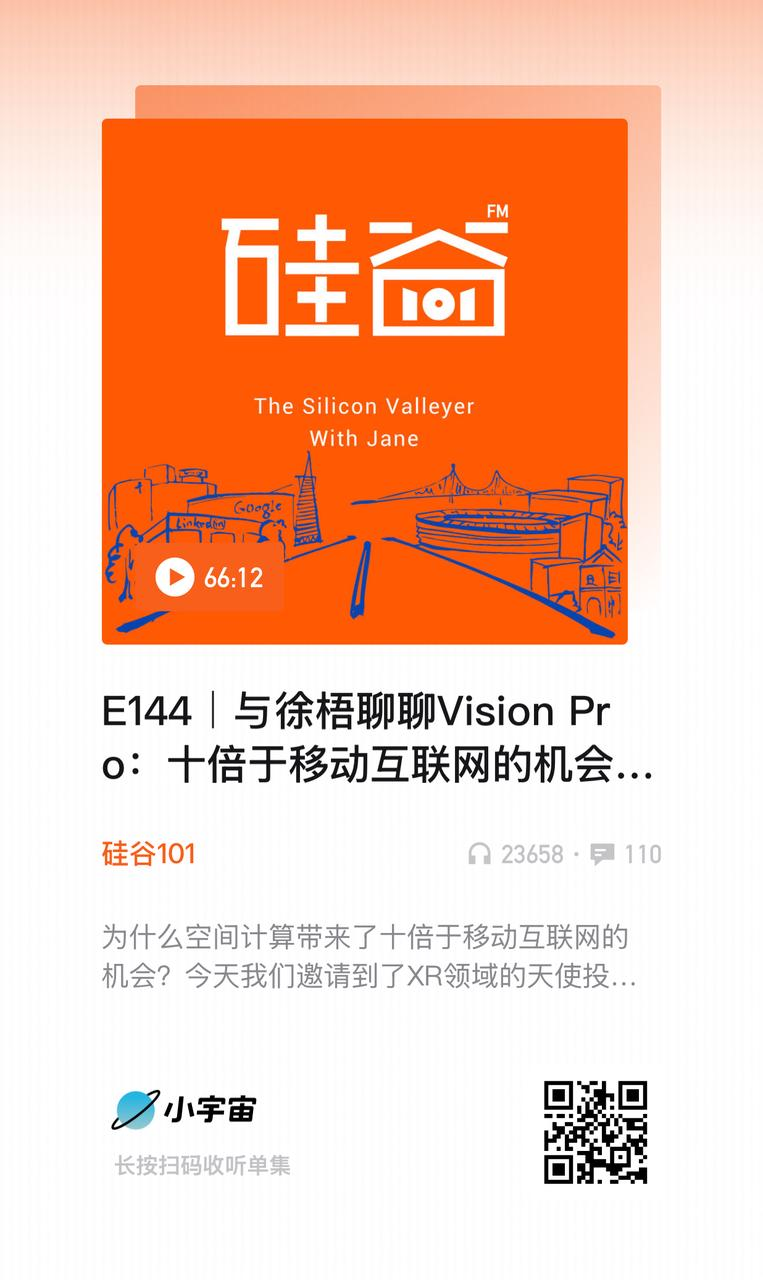 硅谷
FM
101
The Silicon Valleyer
With Jane
Google
LinkedIn
66:12
E144｜与徐梧聊聊Vision Pr
o：十倍于移动互联网的机会...
硅谷101
23658 · 110
为什么空间计算带来了十倍于移动互联网的
机会？今天我们邀请到了XR领域的天使投...
小宇宙
长按扫码收听单集